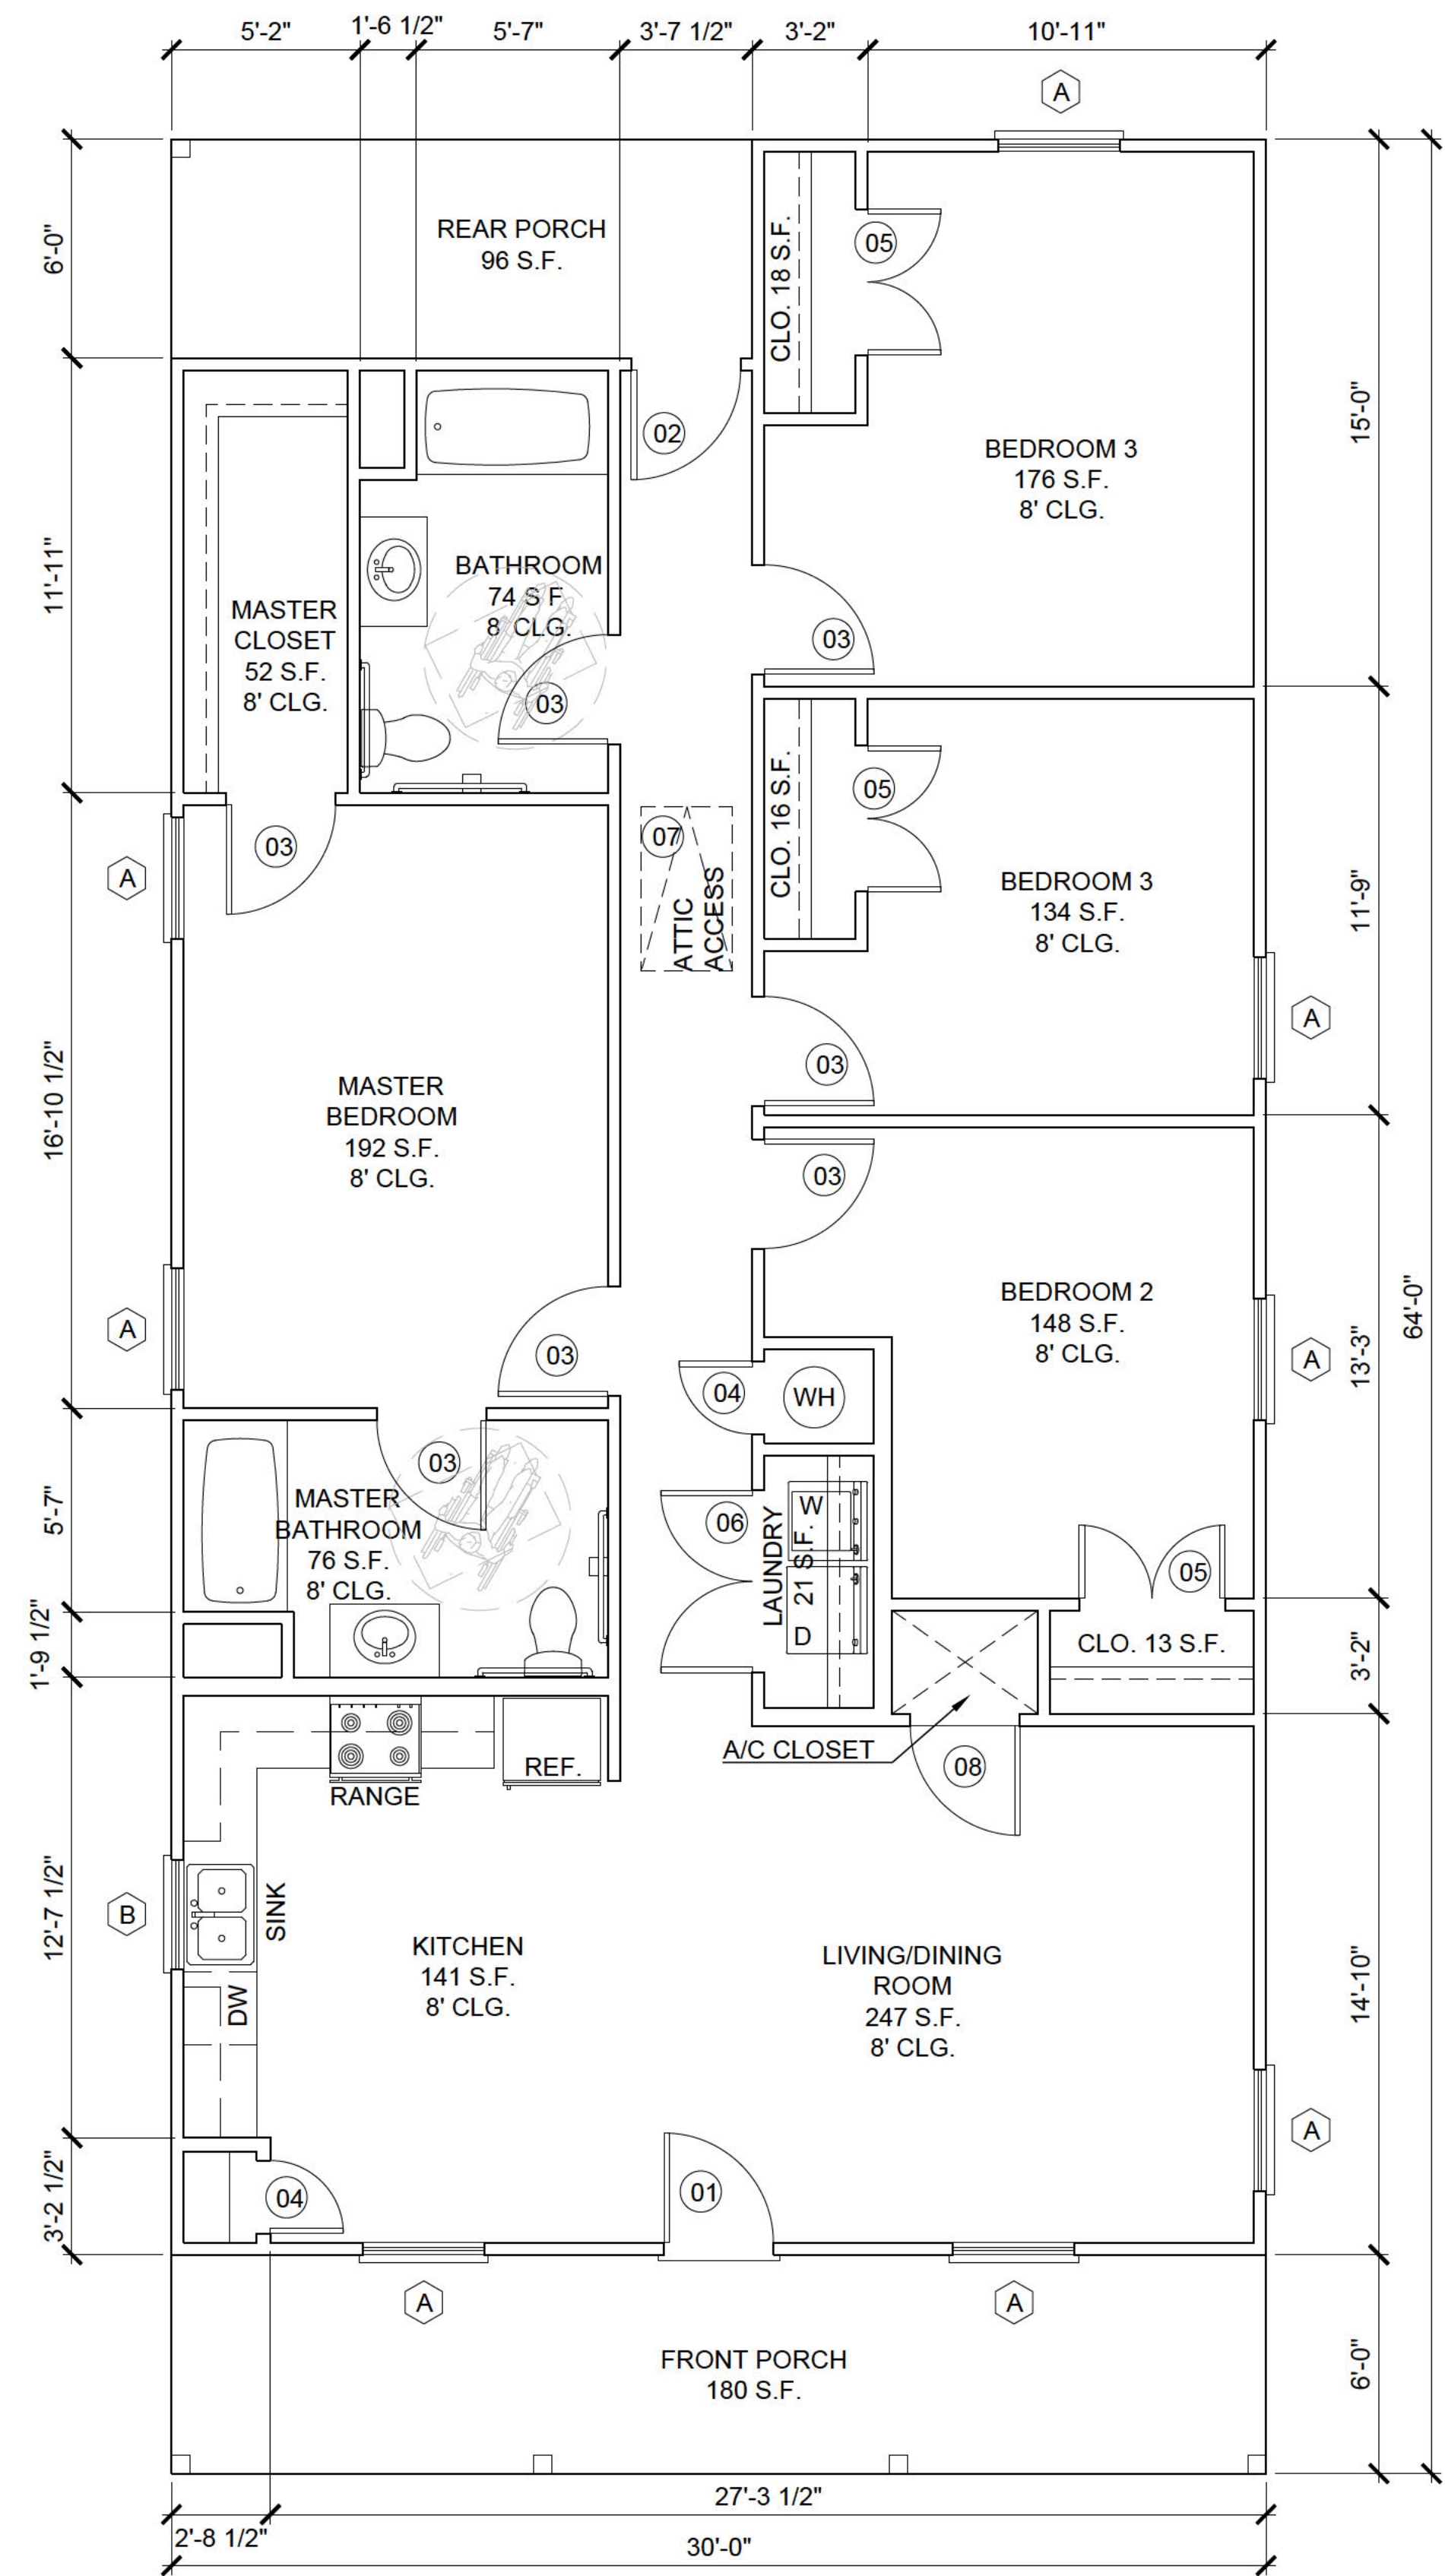 5'-2"
1'-6 1/2"
5'-7"
3'-7 1/2"
3'-2"
10'-11"
A
REAR PORCH
96 S.F.
6'-0"
CLO. 18 S.F.
05
02
BEDROOM 3
176 S.F.
8' CLG.
15'-0"
11'-11"
BATHROOM
74 S F
8' CLG.
MASTER
CLOSET
52 S.F.
8' CLG.
03
03
03
A
07
ATTIC
ACCESS
CLO. 16 S.F.
05
BEDROOM 3
134 S.F.
8' CLG.
11'-9"
A
03
16'-10 1/2"
MASTER
BEDROOM
192 S.F.
8' CLG.
03
BEDROOM 2
148 S.F.
8' CLG.
64'-0"
13'-3"
A
A
03
04
WH
03
5'-7"
MASTER
BATHROOM
76 S.F.
8' CLG.
06
LAUNDRY
21 S.F.
W
D
05
1'-9 1/2"
CLO. 13 S.F.
3'-2"
A/C CLOSET
08
REF.
RANGE
12'-7 1/2"
B
SINK
DW
KITCHEN
141 S.F.
8' CLG.
LIVING/DINING
ROOM
247 S.F.
8' CLG.
14'-10"
A
3'-2 1/2"
04
01
A
A
FRONT PORCH
180 S.F.
6'-0"
27'-3 1/2"
2'-8 1/2"
30'-0"